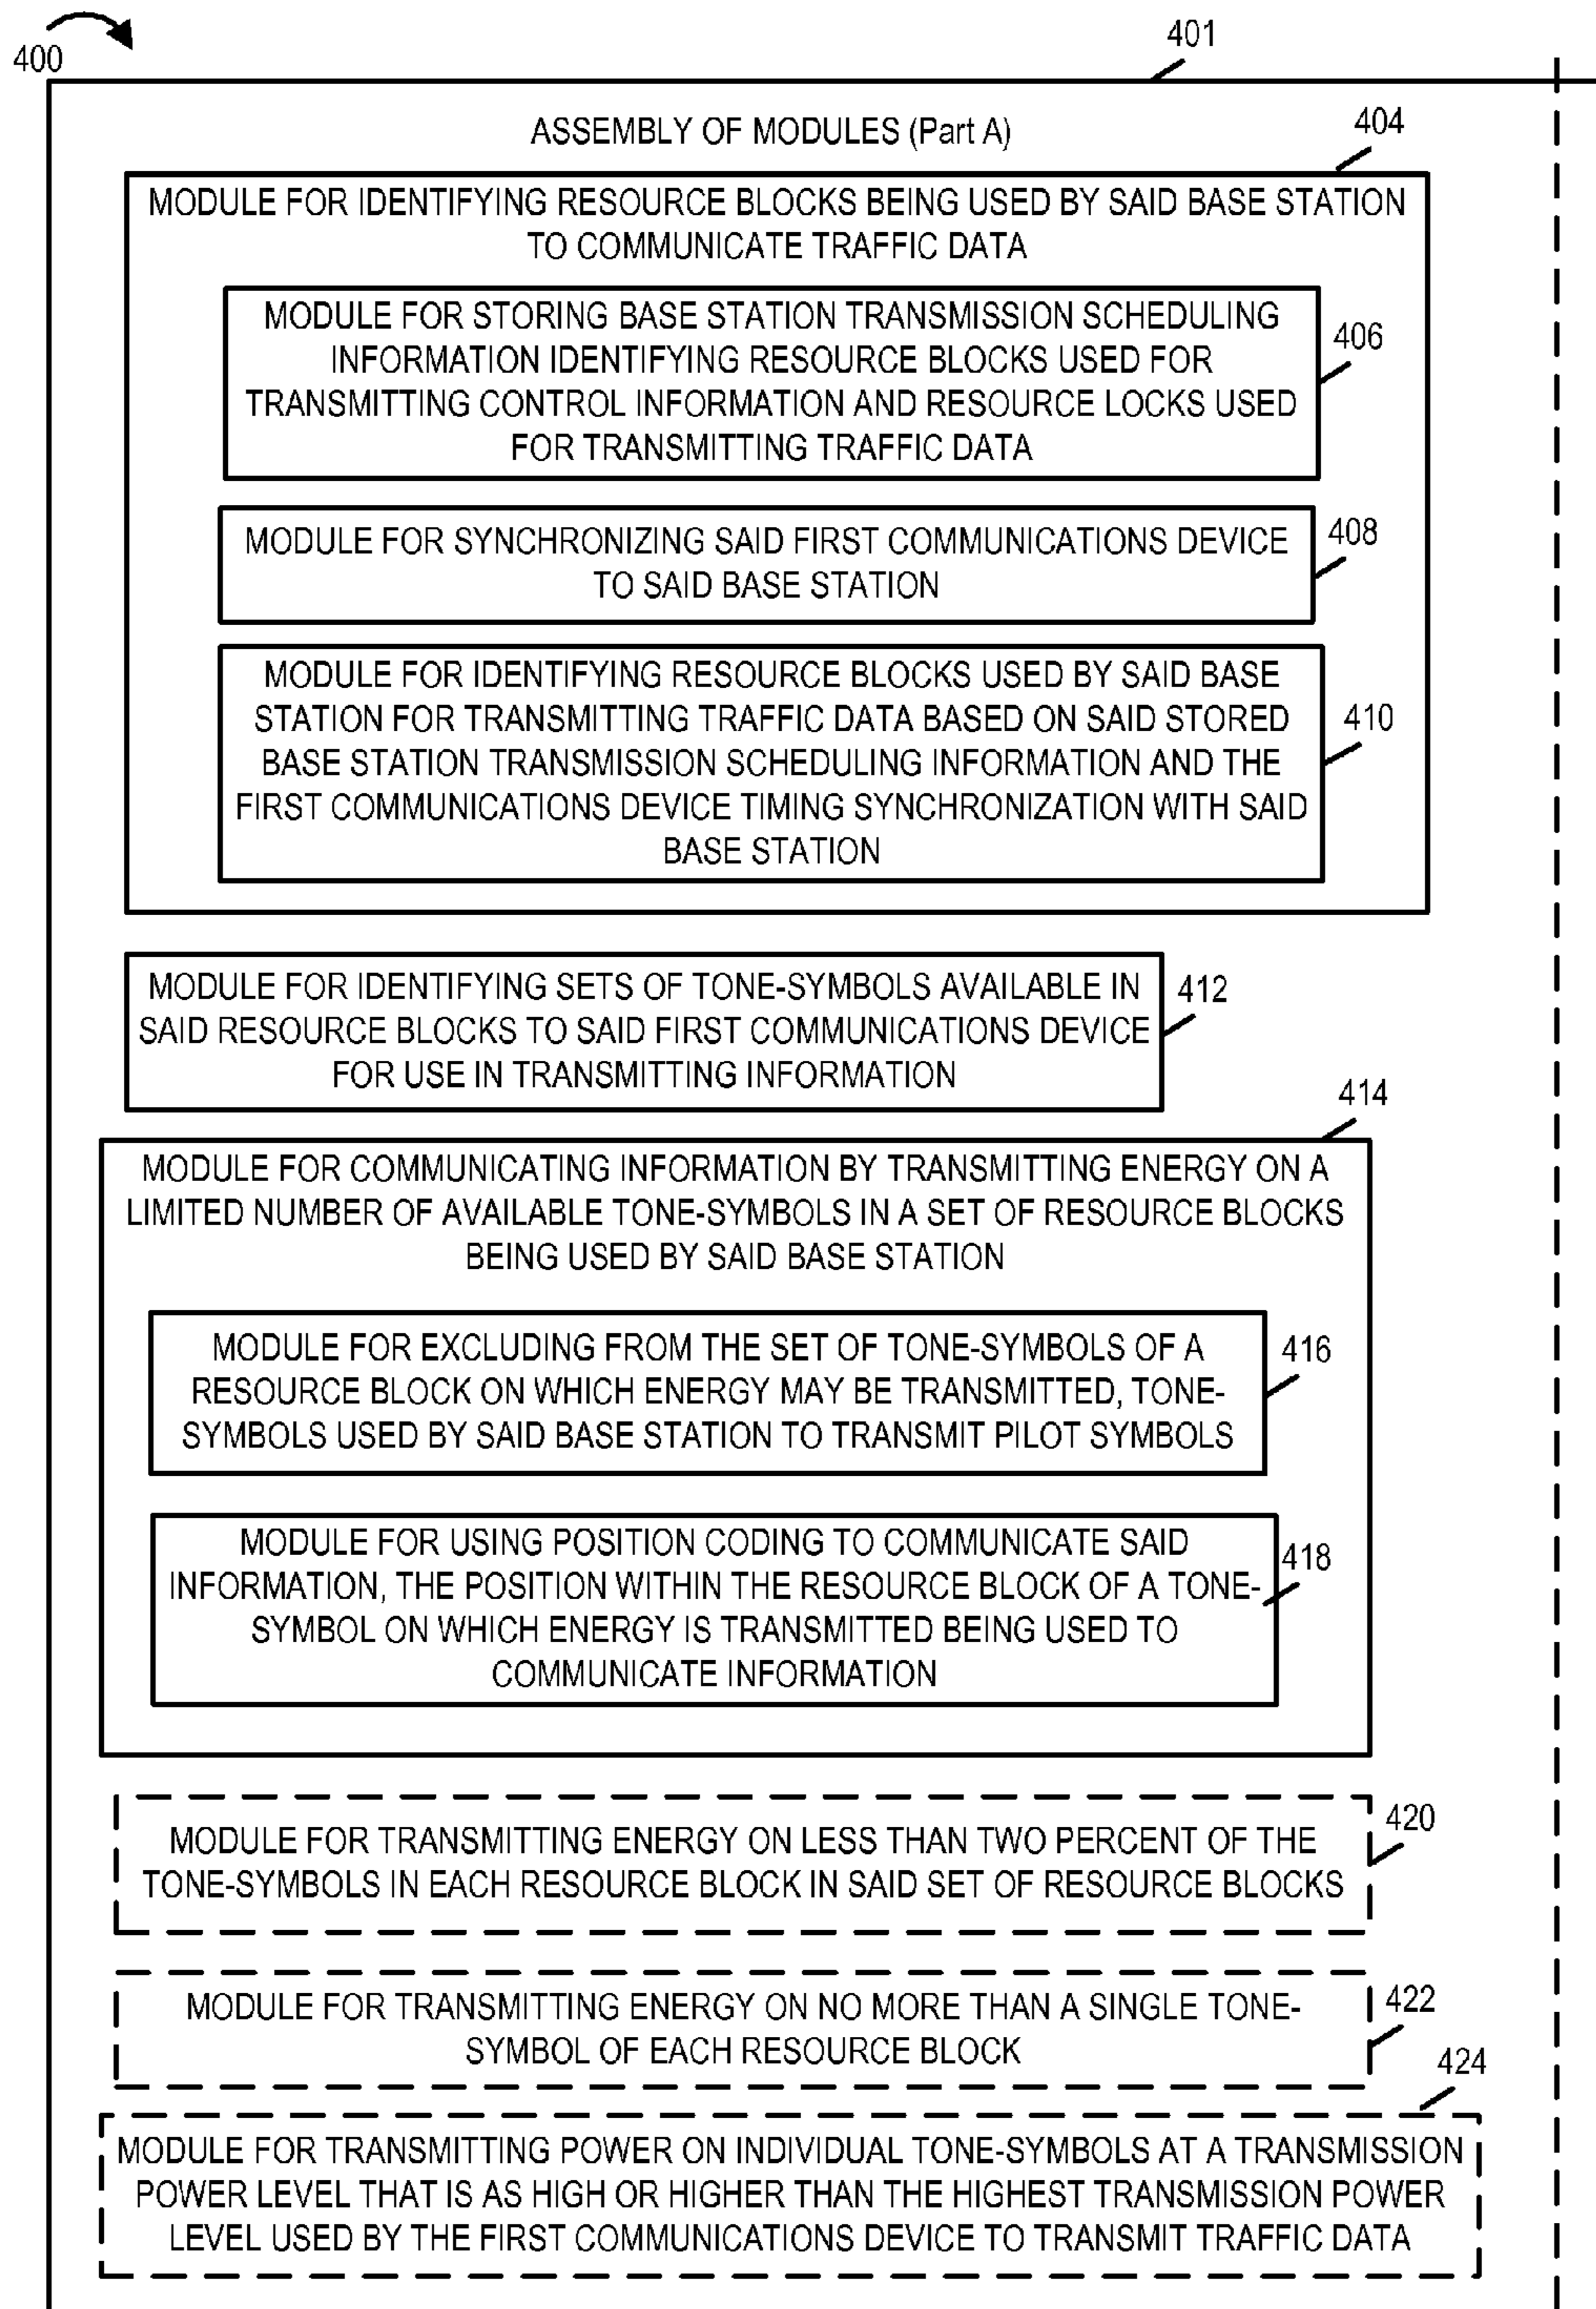 400
401
ASSEMBLY OF MODULES (Part A)
404
MODULE FOR IDENTIFYING RESOURCE BLOCKS BEING USED BY SAID BASE STATION
TO COMMUNICATE TRAFFIC DATA
MODULE FOR STORING BASE STATION TRANSMISSION SCHEDULING
INFORMATION IDENTIFYING RESOURCE BLOCKS USED FOR
TRANSMITTING CONTROL INFORMATION AND RESOURCE LOCKS USED
FOR TRANSMITTING TRAFFIC DATA
406
MODULE FOR SYNCHRONIZING SAID FIRST COMMUNICATIONS DEVICE
TO SAID BASE STATION
408
MODULE FOR IDENTIFYING RESOURCE BLOCKS USED BY SAID BASE
STATION FOR TRANSMITTING TRAFFIC DATA BASED ON SAID STORED
BASE STATION TRANSMISSION SCHEDULING INFORMATION AND THE
FIRST COMMUNICATIONS DEVICE TIMING SYNCHRONIZATION WITH SAID
BASE STATION
410
MODULE FOR IDENTIFYING SETS OF TONE-SYMBOLS AVAILABLE IN
SAID RESOURCE BLOCKS TO SAID FIRST COMMUNICATIONS DEVICE
FOR USE IN TRANSMITTING INFORMATION
412
414
MODULE FOR COMMUNICATING INFORMATION BY TRANSMITTING ENERGY ON A
LIMITED NUMBER OF AVAILABLE TONE-SYMBOLS IN A SET OF RESOURCE BLOCKS
BEING USED BY SAID BASE STATION
MODULE FOR EXCLUDING FROM THE SET OF TONE-SYMBOLS OF A
RESOURCE BLOCK ON WHICH ENERGY MAY BE TRANSMITTED, TONE-
SYMBOLS USED BY SAID BASE STATION TO TRANSMIT PILOT SYMBOLS
416
MODULE FOR USING POSITION CODING TO COMMUNICATE SAID
INFORMATION, THE POSITION WITHIN THE RESOURCE BLOCK OF A TONE-
SYMBOL ON WHICH ENERGY IS TRANSMITTED BEING USED TO
COMMUNICATE INFORMATION
418
MODULE FOR TRANSMITTING ENERGY ON LESS THAN TWO PERCENT OF THE
TONE-SYMBOLS IN EACH RESOURCE BLOCK IN SAID SET OF RESOURCE BLOCKS
420
MODULE FOR TRANSMITTING ENERGY ON NO MORE THAN A SINGLE TONE-
SYMBOL OF EACH RESOURCE BLOCK
422
424
MODULE FOR TRANSMITTING POWER ON INDIVIDUAL TONE-SYMBOLS AT A TRANSMISSION
POWER LEVEL THAT IS AS HIGH OR HIGHER THAN THE HIGHEST TRANSMISSION POWER
LEVEL USED BY THE FIRST COMMUNICATIONS DEVICE TO TRANSMIT TRAFFIC DATA